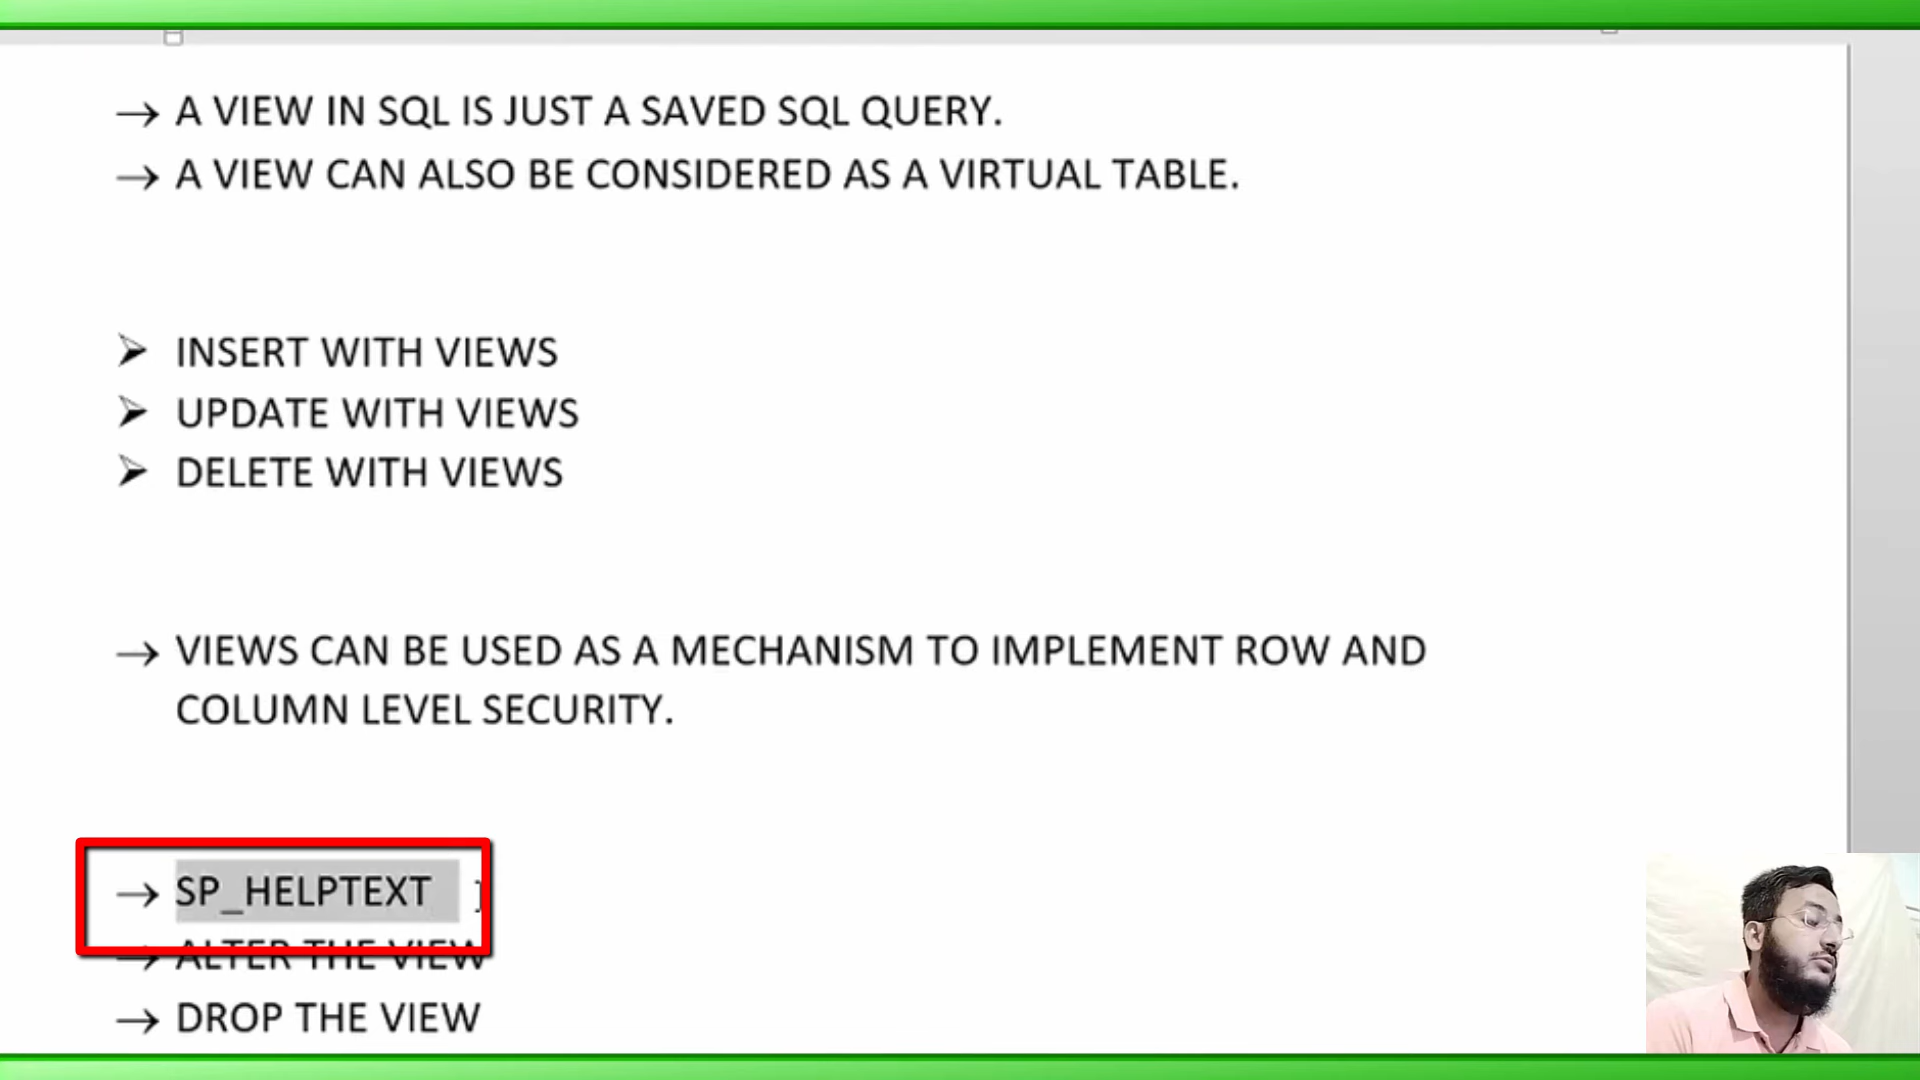 → A VIEW IN SQL IS JUST A SAVED SQL QUERY.
→ A VIEW CAN ALSO BE CONSIDERED AS A VIRTUAL TABLE.
➢ INSERT WITH VIEWS
➢ UPDATE WITH VIEWS
➢ DELETE WITH VIEWS
→ VIEWS CAN BE USED AS A MECHANISM TO IMPLEMENT ROW AND
COLUMN LEVEL SECURITY.
→ SP_HELPTEXT
→ ALTER THE VIEW
→ DROP THE VIEW